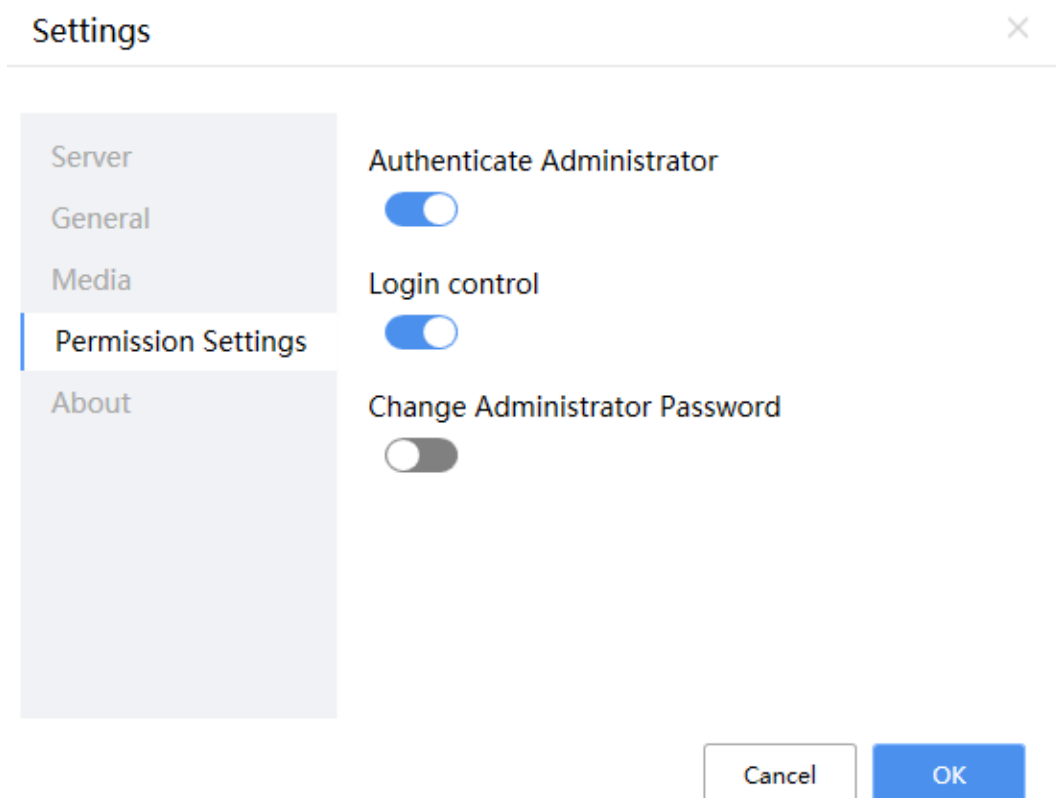 Settings
Server
General
Media
Permission Settings
About
Authenticate Administrator
Login control
Change Administrator Password
Cancel
OK